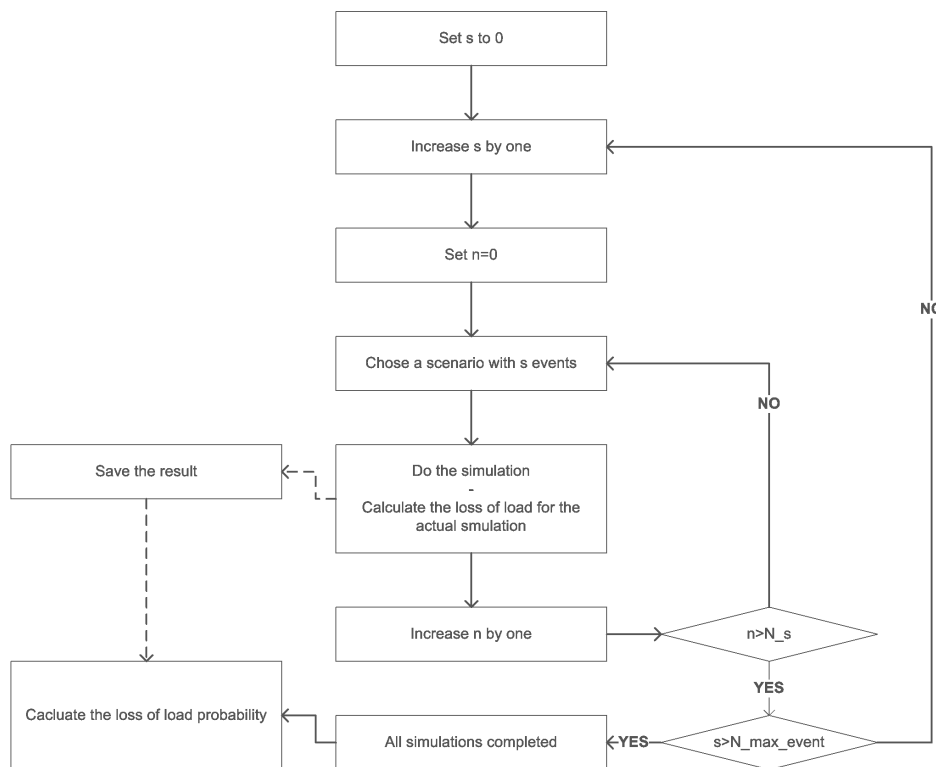 Set s to 0
Increase s by one
Set n=0
NO
Chose a scenario with s events
NO
Save the result
Do the simulation
-
Calculate the loss of load for the
actual smulation
Increase n by one
n>N_s
YES
Cacluate the loss of load probability
All simulations completed
YES
s>N_max_event